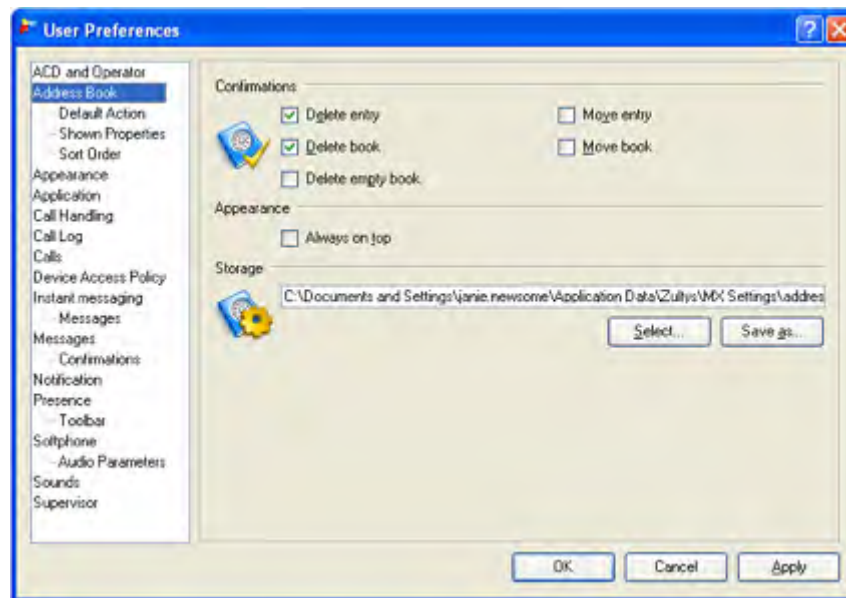 User Preferences
ACD and Operator
Address Book
Default Action
Shown Properties
Sort Order
Appearance
Application
Call Handling
Call Log
Calls
Device Access Policy
Instant messaging
Messages
Messages
Confirmations
Notification
Presence
Toolbar
Softphone
Audio Parameters
Sounds
Supervisor
Confirmations
Delete entry
Move entry
Delete book
Move book
Delete empty book
Appearance
Always on top
Storage
C:\Documents and Settings\janie.newsome\Application Data\Zultys\MX Settings\addres
Select...
Save as...
OK
Cancel
Apply